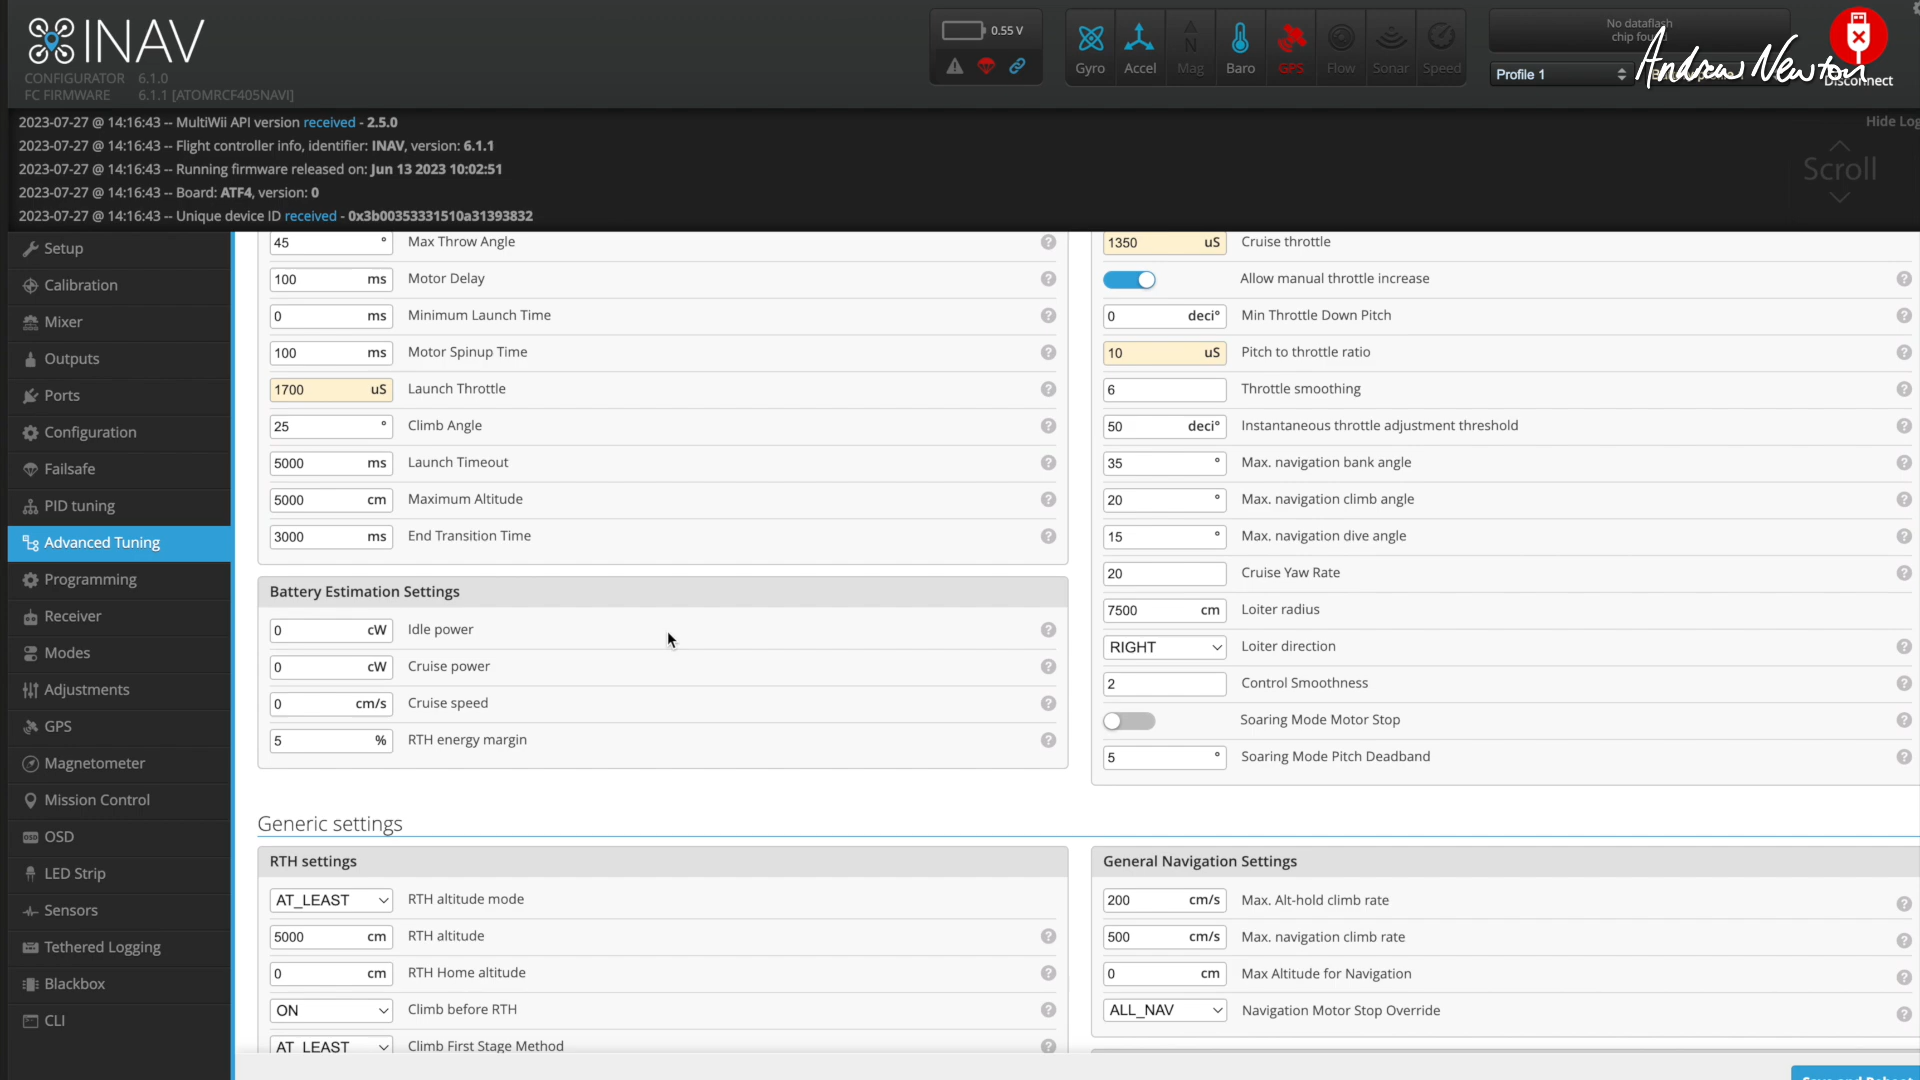 INAV
CONFIGURATOR 6.1.0
FC FIRMWARE 6.1.1 [ATOMRCF405NAVI]
0.55 V
Gyro
Accel
Mag
Baro
GPS
Flow
Sonar
Speed
No dataflash
chip found
Profile 1
Andrew Newton
Disconnect
2023-07-27 @ 14:16:43 -- MultiWii API version received - 2.5.0
2023-07-27 @ 14:16:43 -- Flight controller info, identifier: INAV, version: 6.1.1
2023-07-27 @ 14:16:43 -- Running firmware released on: Jun 13 2023 10:02:51
2023-07-27 @ 14:16:43 -- Board: ATF4, version: 0
2023-07-27 @ 14:16:43 -- Unique device ID received - 0x3b00353331510a31393832
Hide Log
Scroll
Setup
Calibration
Mixer
Outputs
Ports
Configuration
Failsafe
PID tuning
Advanced Tuning
Programming
Receiver
Modes
Adjustments
GPS
Magnetometer
Mission Control
OSD
LED Strip
Sensors
Tethered Logging
Blackbox
CLI
45 ° Max Throw Angle
100 ms Motor Delay
0 ms Minimum Launch Time
100 ms Motor Spinup Time
1700 uS Launch Throttle
25 ° Climb Angle
5000 ms Launch Timeout
5000 cm Maximum Altitude
3000 ms End Transition Time
Battery Estimation Settings
0 cW Idle power
0 cW Cruise power
0 cm/s Cruise speed
5 % RTH energy margin
1350 uS Cruise throttle
Allow manual throttle increase
0 deci° Min Throttle Down Pitch
10 uS Pitch to throttle ratio
6 Throttle smoothing
50 deci° Instantaneous throttle adjustment threshold
35 ° Max. navigation bank angle
20 ° Max. navigation climb angle
15 ° Max. navigation dive angle
20 Cruise Yaw Rate
7500 cm Loiter radius
RIGHT Loiter direction
2 Control Smoothness
Soaring Mode Motor Stop
5 ° Soaring Mode Pitch Deadband
Generic settings
RTH settings
AT_LEAST RTH altitude mode
5000 cm RTH altitude
0 cm RTH Home altitude
ON Climb before RTH
AT_LEAST Climb First Stage Method
General Navigation Settings
200 cm/s Max. Alt-hold climb rate
500 cm/s Max. navigation climb rate
0 cm Max Altitude for Navigation
ALL_NAV Navigation Motor Stop Override
Save and Reboot